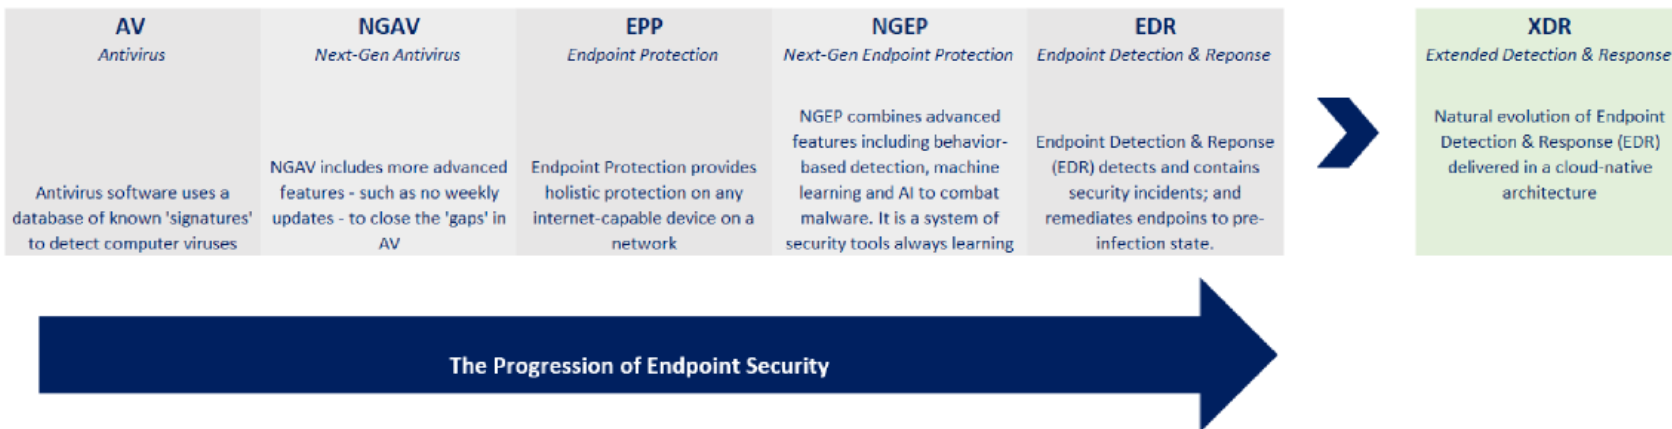 AV
Antivirus
Antivirus software uses a
database of known 'signatures'
to detect computer viruses
NGAV
Next-Gen Antivirus
NGAV includes more advanced
features - such as no weekly
updates - to close the 'gaps' in
AV
EPP
Endpoint Protection
Endpoint Protection provides
holistic protection on any
internet-capable device on a
network
NGEP
Next-Gen Endpoint Protection
NGEP combines advanced
features including behavior-
based detection, machine
learning and AI to combat
malware. It is a system of
security tools always learning
EDR
Endpoint Detection & Reponse
Endpoint Detection & Reponse
(EDR) detects and contains
security incidents; and
remediates endpoins to pre-
infection state.
XDR
Extended Detection & Response
Natural evolution of Endpoint
Detection & Response (EDR)
delivered in a cloud-native
architecture
The Progression of Endpoint Security